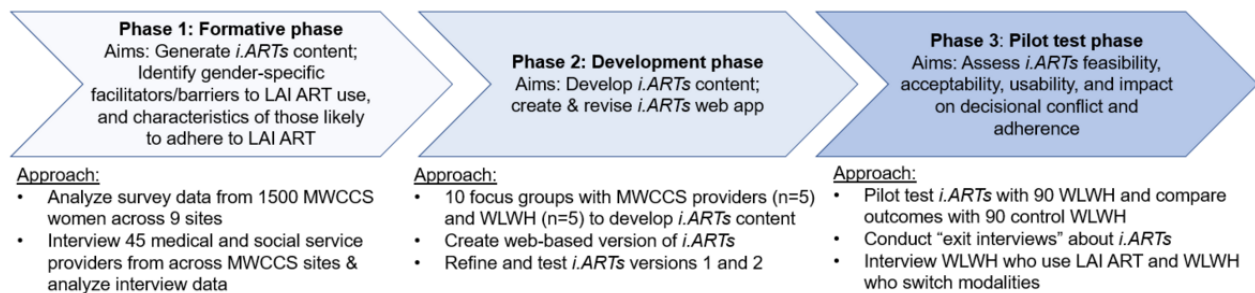 Phase 1: Formative phase
Aims: Generate i.ARTs content;
Identify gender-specific
facilitators/barriers to LAI ART use,
and characteristics of those likely
to adhere to LAI ART
Approach:
• Analyze survey data from 1500 MWCCS
women across 9 sites
• Interview 45 medical and social service
providers from across MWCCS sites &
analyze interview data
Phase 2: Development phase
Aims: Develop i.ARTs content;
create & revise i.ARTs web app
Approach:
• 10 focus groups with MWCCS providers (n=5)
and WLWH (n=5) to develop i.ARTs content
• Create web-based version of i.ARTs
• Refine and test i.ARTs versions 1 and 2
Phase 3: Pilot test phase
Aims: Assess i.ARTs feasibility,
acceptability, usability, and impact
on decisional conflict and
adherence
Approach:
• Pilot test i.ARTs with 90 WLWH and compare
outcomes with 90 control WLWH
• Conduct “exit interviews” about i.ARTs
• Interview WLWH who use LAI ART and WLWH
who switch modalities